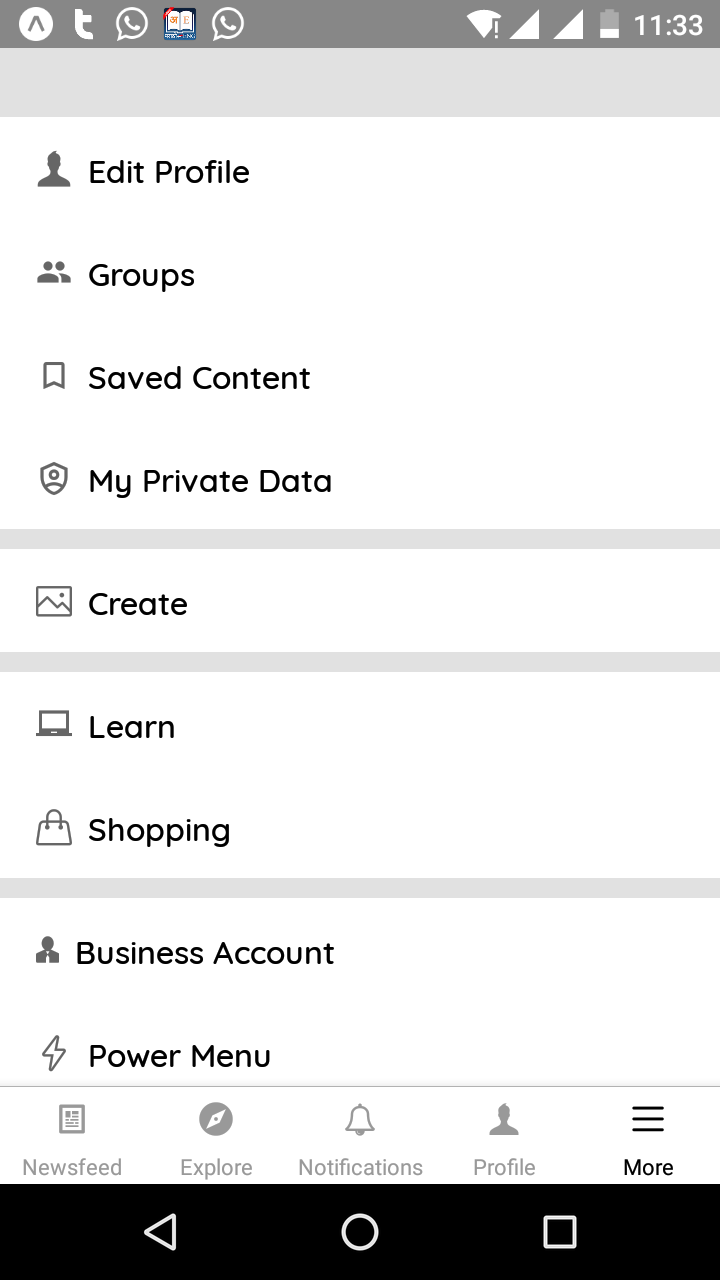 11:33
Edit Profile
Groups
Saved Content
My Private Data
Create
Learn
Shopping
Business Account
Power Menu
Newsfeed Explore Notifications Profile More